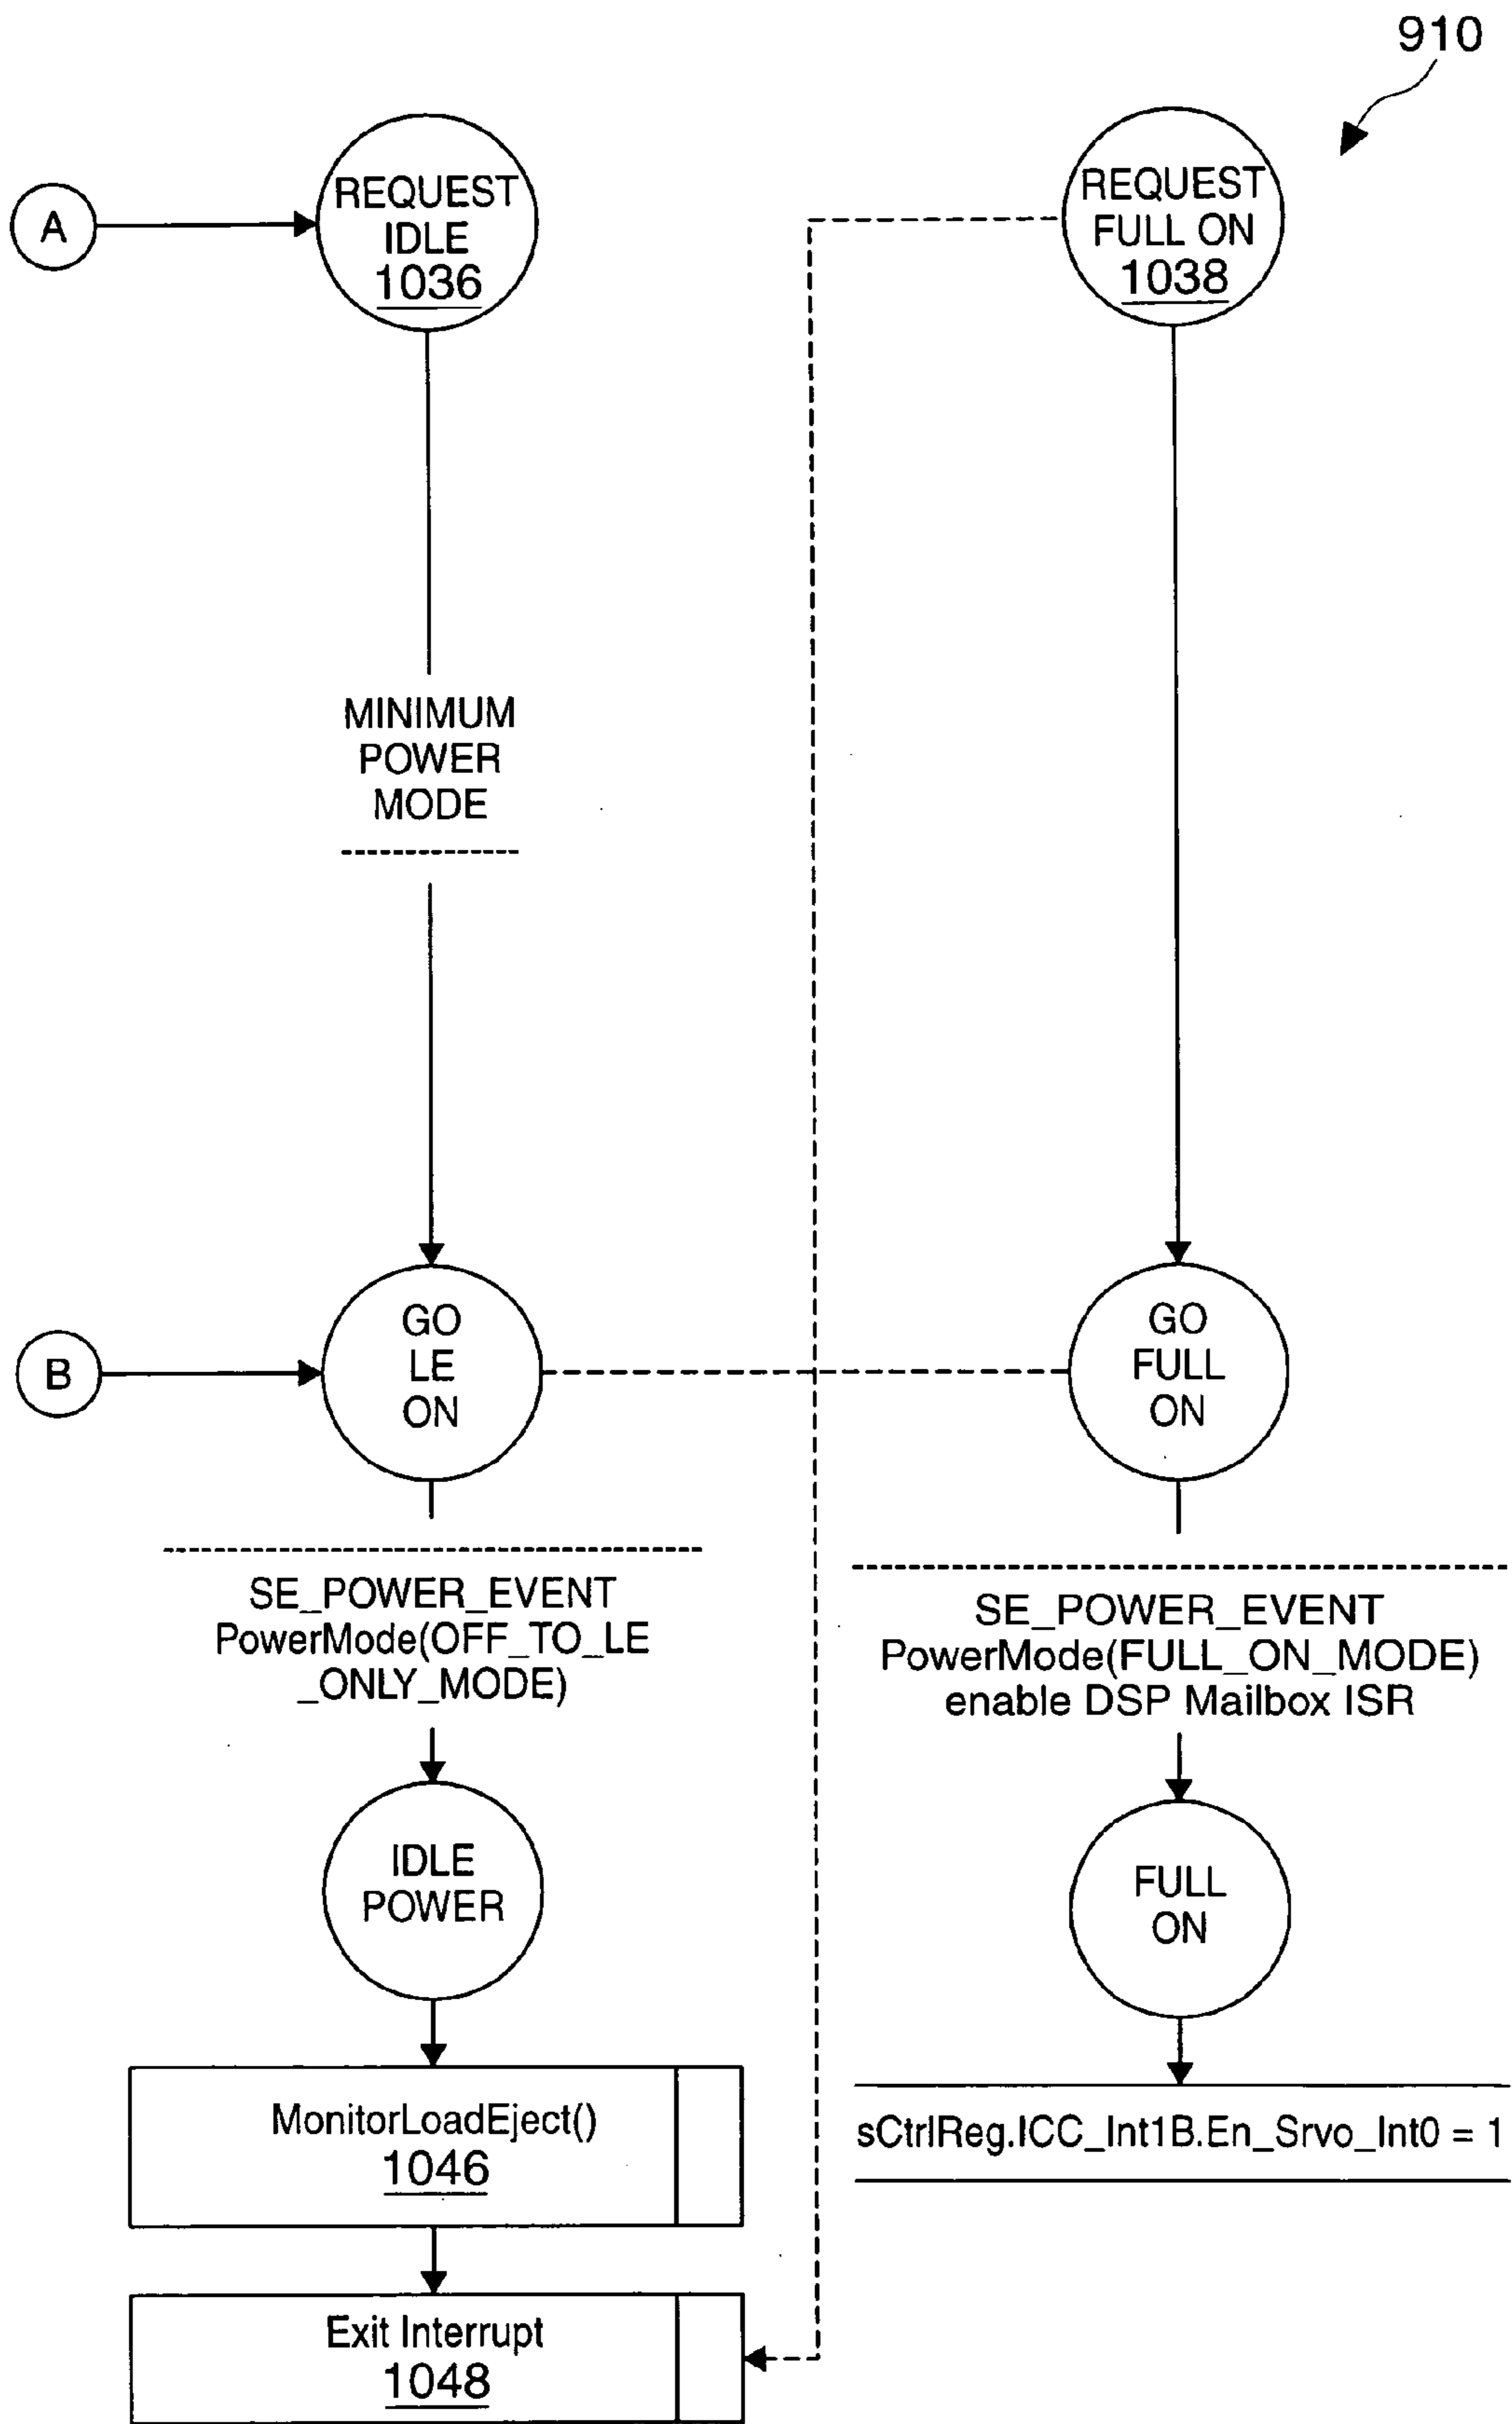 910
A
REQUEST
IDLE
1036
REQUEST
FULL ON
1038
MINIMUM
POWER
MODE
B
GO
LE
ON
GO
FULL
ON
SE_POWER_EVENT
PowerMode(OFF_TO_LE
_ONLY_MODE)
SE_POWER_EVENT
PowerMode(FULL_ON_MODE)
enable DSP Mailbox ISR
IDLE
POWER
FULL
ON
MonitorLoadEject()
1046
sCtrlReg.ICC_Int1B.En_Srvo_Int0 = 1
Exit Interrupt
1048